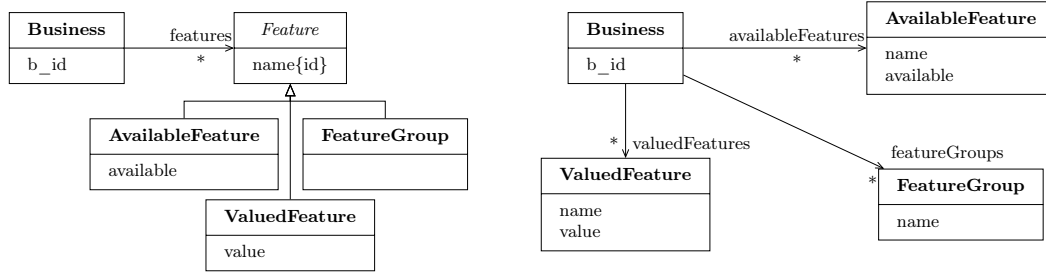 Business
b_id
features
*
Feature
name{id}
AvailableFeature
available
FeatureGroup
ValuedFeature
value
Business
b_id
availableFeatures
*
AvailableFeature
name
available
* valuedFeatures
ValuedFeature
name
value
featureGroups
*
FeatureGroup
name